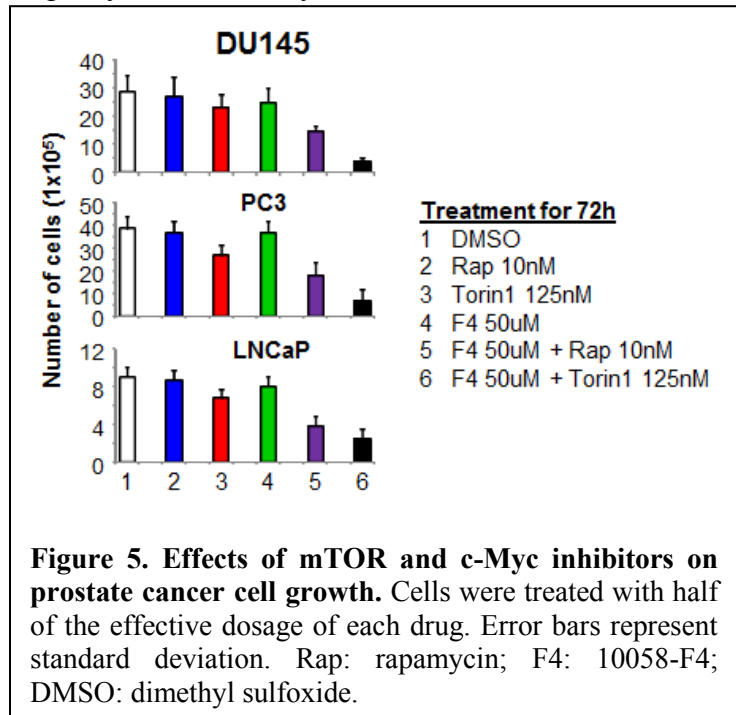 DU145
40
30
20
10
0
PC3
50
40
30
20
10
0
LNCaP
12
8
4
0
1 2 3 4 5 6
Number of cells (1x10⁵)
Treatment for 72h
1 DMSO
2 Rap 10nM
3 Torin1 125nM
4 F4 50uM
5 F4 50uM + Rap 10nM
6 F4 50uM + Torin1 125nM
Figure 5. Effects of mTOR and c-Myc inhibitors on
prostate cancer cell growth. Cells were treated with half
of the effective dosage of each drug. Error bars represent
standard deviation. Rap: rapamycin; F4: 10058-F4;
DMSO: dimethyl sulfoxide.